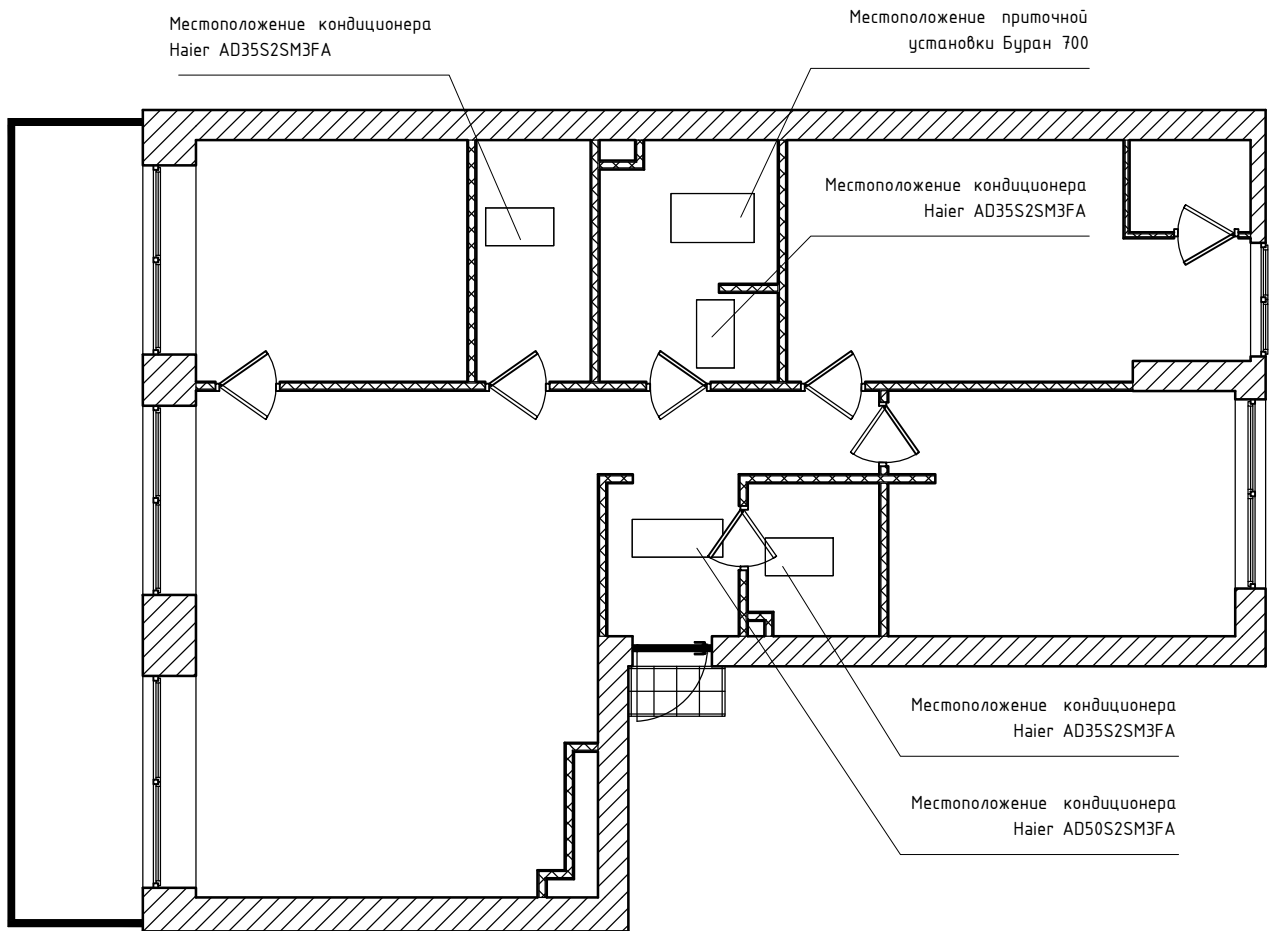 Местоположение кондиционера
Haier AD35S2SM3FA
Местоположение приточной
установки Буран 700
Местоположение кондиционера
Haier AD35S2SM3FA
Местоположение кондиционера
Haier AD35S2SM3FA
Местоположение кондиционера
Haier AD50S2SM3FA